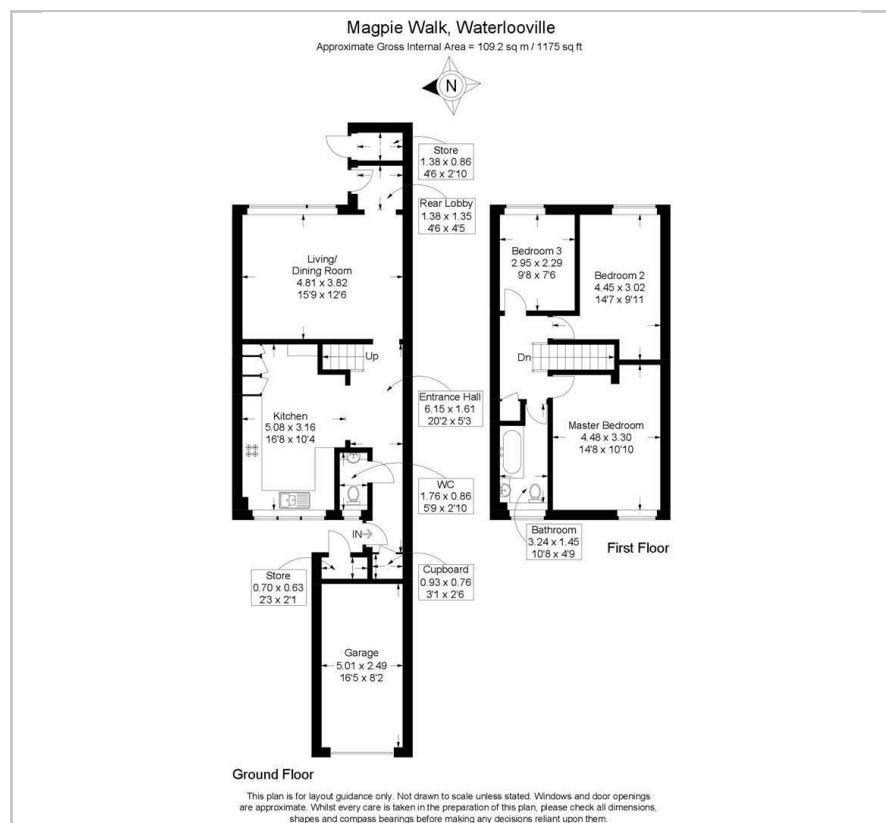 Magpie Walk, Waterlooville
Approximate Gross Internal Area = 109.2 sq m / 1175 sq ft
N
Store
1.38 x 0.86
4'6 x 2'10
Rear Lobby
1.38 x 1.35
4'6 x 4'5
Living/
Dining Room
4.81 x 3.82
15'9 x 12'6
Up
Entrance Hall
6.15 x 1.61
20'2 x 5'3
Kitchen
5.08 x 3.16
16'8 x 10'4
WC
1.76 x 0.86
5'9 x 2'10
IN
Store
0.70 x 0.63
2'3 x 2'1
Cupboard
0.93 x 0.76
3'1 x 2'6
Garage
5.01 x 2.49
16'5 x 8'2
Ground Floor
Bedroom 3
2.95 x 2.29
9'8 x 7'6
Bedroom 2
4.45 x 3.02
14'7 x 9'11
Dn
Master Bedroom
4.48 x 3.30
14'8 x 10'10
Bathroom
3.24 x 1.45
10'8 x 4'9
First Floor
This plan is for layout guidance only. Not drawn to scale unless stated. Windows and door openings
are approximate. Whilst every care is taken in the preparation of this plan, please check all dimensions,
shapes and compass bearings before making any decisions reliant upon them.